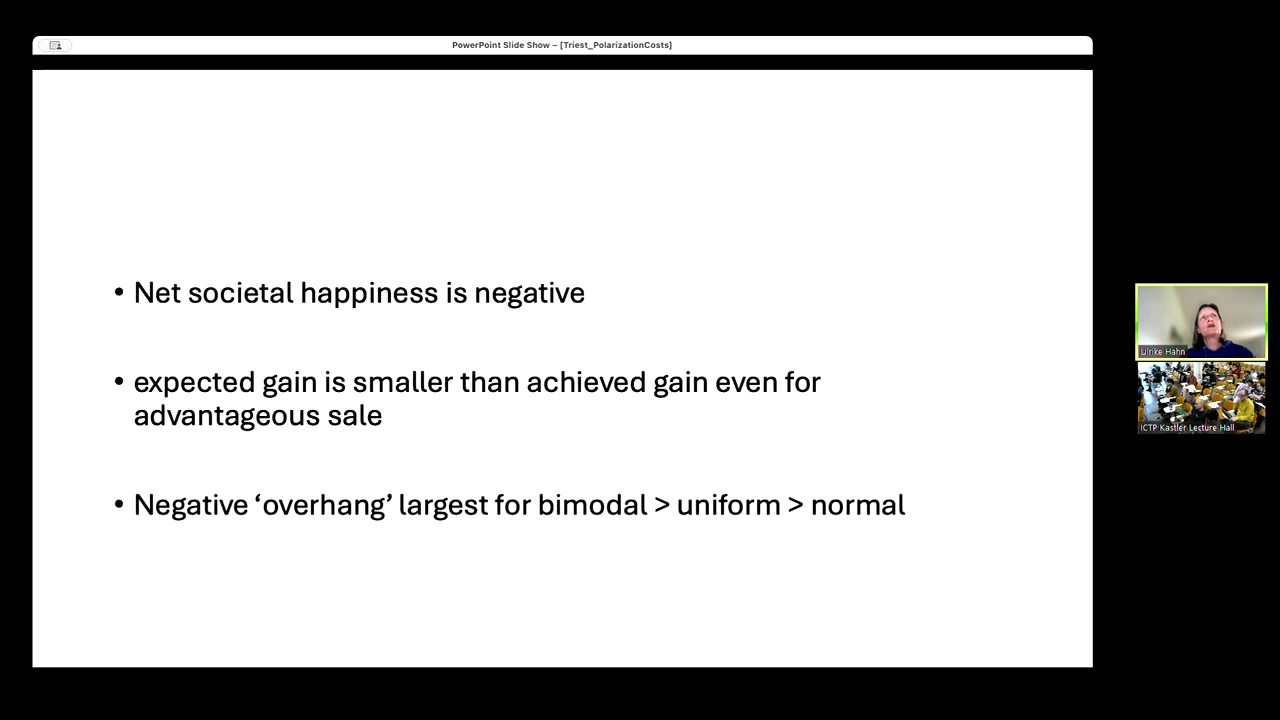 PowerPoint Slide Show – [Triest_PolarizationCosts]
• Net societal happiness is negative
• expected gain is smaller than achieved gain even for
advantageous sale
• Negative ‘overhang’ largest for bimodal > uniform > normal
Ulrike Hahn
ICTP Kastler Lecture Hall